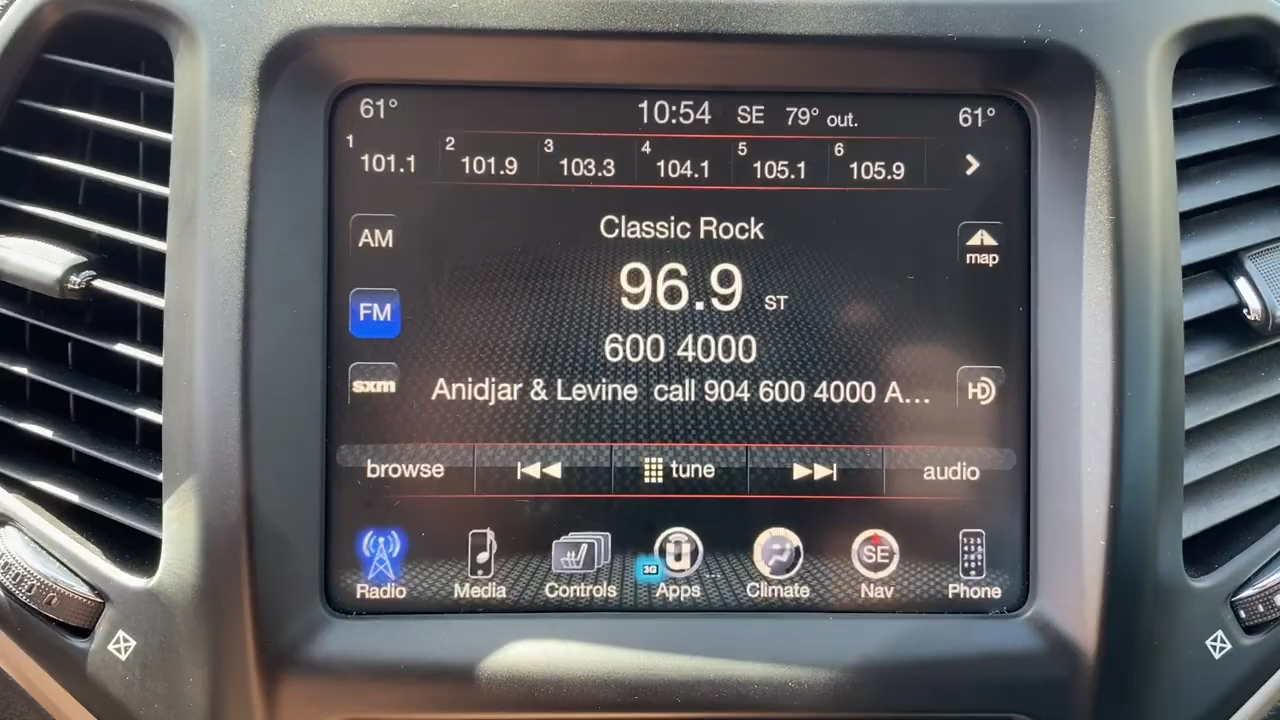 61° 10:54 SE 79° out. 61°
1 101.1 2 101.9 3 103.3 4 104.1 5 105.1 6 105.9
AM
Classic Rock
map
96.9 ST
FM
600 4000
sxm
Anidjar & Levine call 904 600 4000 A...
HD
browse tune audio
3G
SE
Radio Media Controls Apps Climate Nav Phone